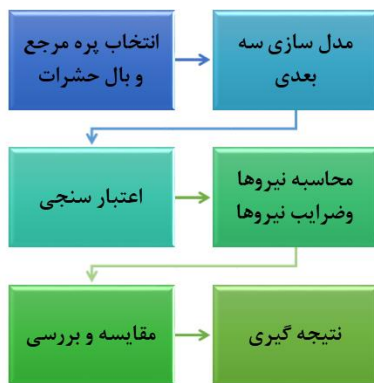 انتخاب پره مرجع
و بال حشرات
مدل سازی سه
بعدی
اعتبار سنجی
محاسبه نیروها
وضرایب نیروها
مقایسه و بررسی
نتیجه گیری